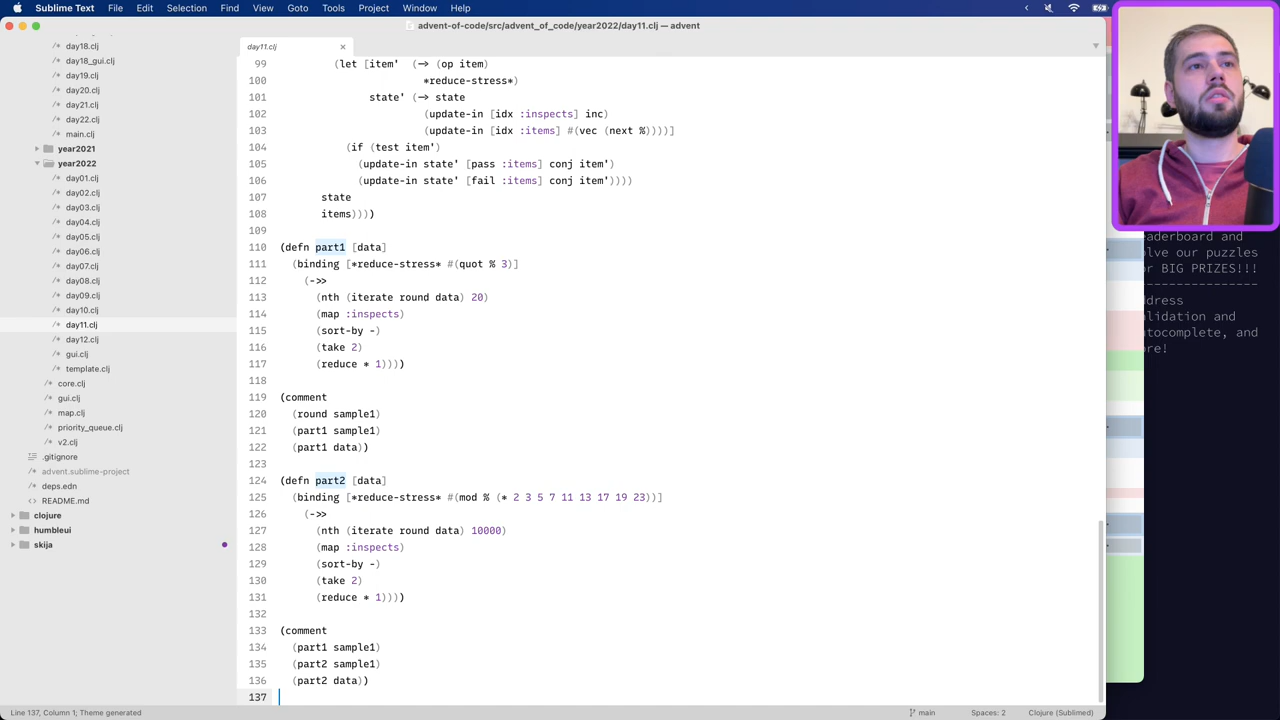 Sublime Text File Edit Selection Find View Goto Tools Project Window Help
advent-of-code/src/advent_of_code/year2022/day11.clj — advent
day18.clj
day18_gui.clj
day19.clj
day20.clj
day21.clj
day22.clj
main.clj
year2021
year2022
day01.clj
day02.clj
day03.clj
day04.clj
day05.clj
day06.clj
day07.clj
day08.clj
day09.clj
day10.clj
day11.clj
day12.clj
gui.clj
template.clj
core.clj
gui.clj
map.clj
priority_queue.clj
v2.clj
.gitignore
advent.sublime-project
deps.edn
README.md
clojure
humbleui
skija
day11.clj
99 (let [item' (-> (op item)
100 *reduce-stress*)
101 state' (-> state
102 (update-in [idx :inspects] inc)
103 (update-in [idx :items] #(vec (next %))))]
104 (if (test item')
105 (update-in state' [pass :items] conj item')
106 (update-in state' [fail :items] conj item'))))
107 state
108 items))))
109
110 (defn part1 [data]
111 (binding [*reduce-stress* #(quot % 3)]
112 (->>
113 (nth (iterate round data) 20)
114 (map :inspects)
115 (sort-by -)
116 (take 2)
117 (reduce * 1))))
118
119 (comment
120 (round sample1)
121 (part1 sample1)
122 (part1 data))
123
124 (defn part2 [data]
125 (binding [*reduce-stress* #(mod % (* 2 3 5 7 11 13 17 19 23))]
126 (->>
127 (nth (iterate round data) 10000)
128 (map :inspects)
129 (sort-by -)
130 (take 2)
131 (reduce * 1))))
132
133 (comment
134 (part1 sample1)
135 (part2 sample1)
136 (part2 data))
137
eaderboard and
lve our puzzles
r BIG PRIZES!!!
---------------
ddress
lidation and
tocomplete, and
ore!
Line 137, Column 1; Theme generated
main
Spaces: 2
Clojure (Sublimed)